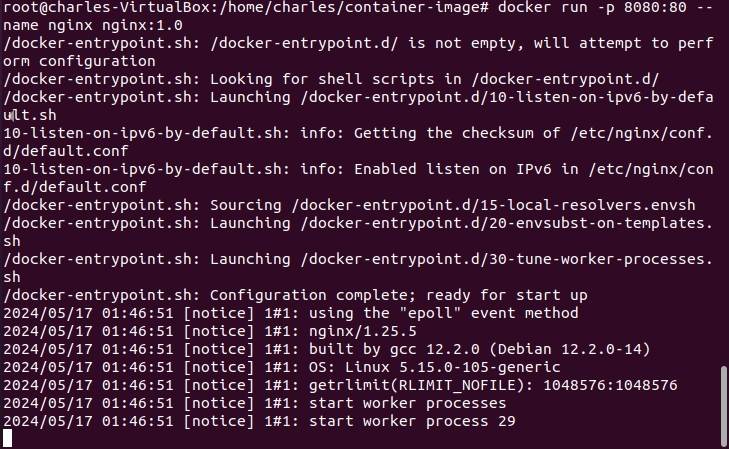 root@charles-VirtualBox:/home/charles/container-image# docker run -p 8080:80 --
name nginx nginx:1.0
/docker-entrypoint.sh: /docker-entrypoint.d/ is not empty, will attempt to perf
orm configuration
/docker-entrypoint.sh: Looking for shell scripts in /docker-entrypoint.d/
/docker-entrypoint.sh: Launching /docker-entrypoint.d/10-listen-on-ipv6-by-defa
ult.sh
10-listen-on-ipv6-by-default.sh: info: Getting the checksum of /etc/nginx/conf.
d/default.conf
10-listen-on-ipv6-by-default.sh: info: Enabled listen on IPv6 in /etc/nginx/con
f.d/default.conf
/docker-entrypoint.sh: Sourcing /docker-entrypoint.d/15-local-resolvers.envsh
/docker-entrypoint.sh: Launching /docker-entrypoint.d/20-envsubst-on-templates.
sh
/docker-entrypoint.sh: Launching /docker-entrypoint.d/30-tune-worker-processes.
sh
/docker-entrypoint.sh: Configuration complete; ready for start up
2024/05/17 01:46:51 [notice] 1#1: using the "epoll" event method
2024/05/17 01:46:51 [notice] 1#1: nginx/1.25.5
2024/05/17 01:46:51 [notice] 1#1: built by gcc 12.2.0 (Debian 12.2.0-14)
2024/05/17 01:46:51 [notice] 1#1: OS: Linux 5.15.0-105-generic
2024/05/17 01:46:51 [notice] 1#1: getrlimit(RLIMIT_NOFILE): 1048576:1048576
2024/05/17 01:46:51 [notice] 1#1: start worker processes
2024/05/17 01:46:51 [notice] 1#1: start worker process 29